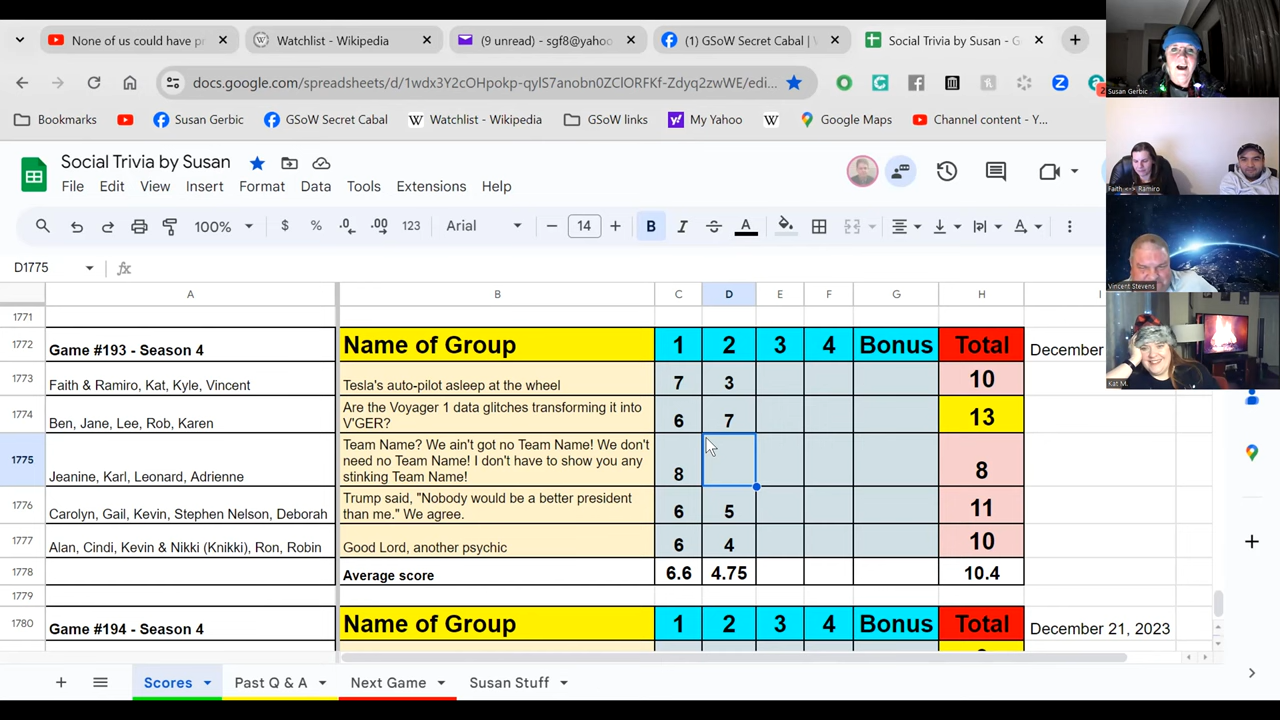 None of us could have pr
Watchlist - Wikipedia
(9 unread) - sgf8@yahoo
(1) GSoW Secret Cabal | V
Social Trivia by Susan - G
docs.google.com/spreadsheets/d/1wdx3Y2cOHpokp-qylS7anobn0ZClORFKf-Zdyq2zwWE/edi...
Bookmarks
Susan Gerbic
GSoW Secret Cabal
Watchlist - Wikipedia
GSoW links
My Yahoo
Google Maps
Channel content - Y...
Social Trivia by Susan
File Edit View Insert Format Data Tools Extensions Help
100% $ % .0 .00 123 Arial 14 B I A
D1775 fx
A B C D E F G H I
1771
1772 Game #193 - Season 4 Name of Group 1 2 3 4 Bonus Total December
1773 Faith & Ramiro, Kat, Kyle, Vincent Tesla's auto-pilot asleep at the wheel 7 3 10
1774 Ben, Jane, Lee, Rob, Karen Are the Voyager 1 data glitches transforming it into
V'GER? 6 7 13
1775 Jeanine, Karl, Leonard, Adrienne Team Name? We ain't got no Team Name! We don't
need no Team Name! I don't have to show you any
stinking Team Name! 8 8
1776 Carolyn, Gail, Kevin, Stephen Nelson, Deborah Trump said, "Nobody would be a better president
than me." We agree. 6 5 11
1777 Alan, Cindi, Kevin & Nikki (Knikki), Ron, Robin Good Lord, another psychic 6 4 10
1778 Average score 6.6 4.75 10.4
1779
1780 Game #194 - Season 4 Name of Group 1 2 3 4 Bonus Total December 21, 2023
Scores Past Q & A Next Game Susan Stuff
Susan Gerbic
Faith <-> Ramiro
Vincent Stevens
Kat M.